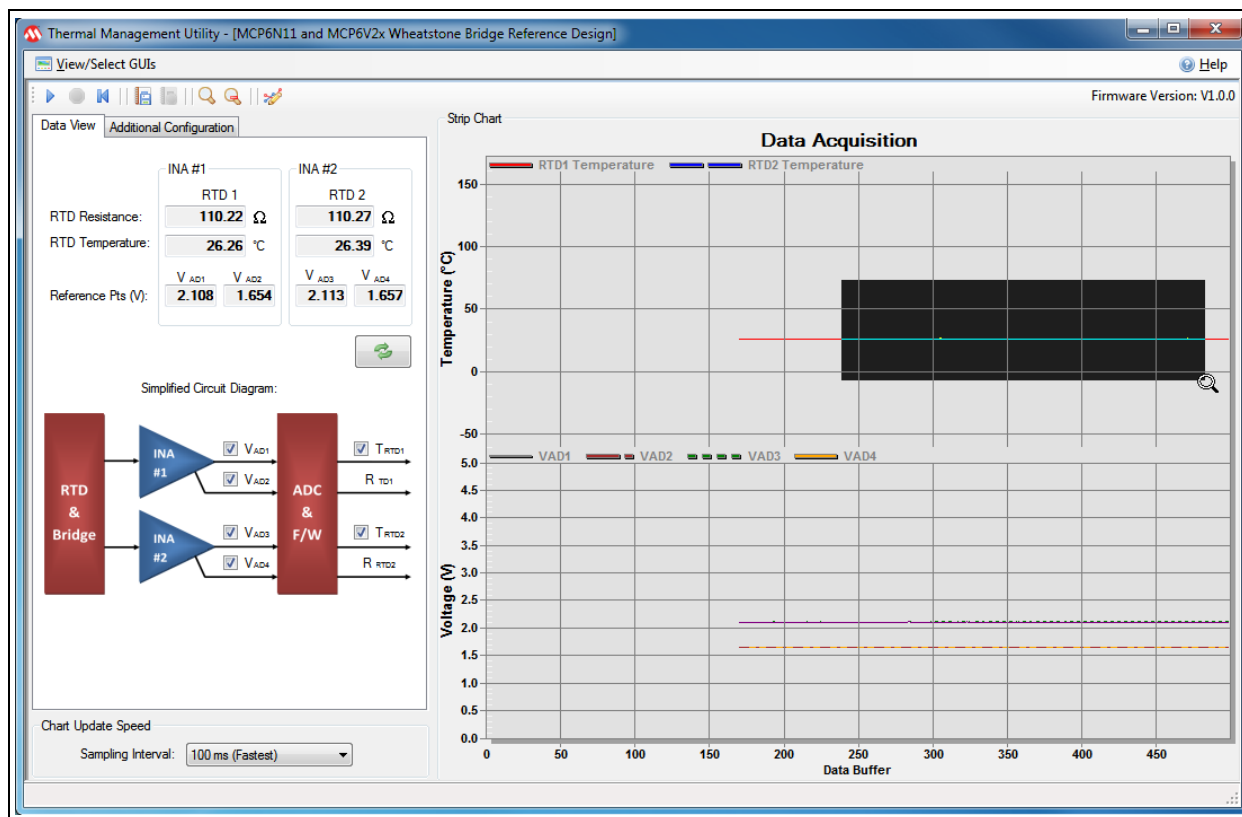 Thermal Management Utility - [MCP6N11 and MCP6V2x Wheatstone Bridge Reference Design]
View/Select GUIs
Help
Firmware Version: V1.0.0
Data View
Additional Configuration
INA #1
INA #2
RTD 1
RTD 2
RTD Resistance:
110.22 Ω
110.27 Ω
RTD Temperature:
26.26 °C
26.39 °C
V AD1
V AD2
V AD3
V AD4
Reference Pts (V):
2.108
1.654
2.113
1.657
Simplified Circuit Diagram:
RTD
&
Bridge
INA
#1
INA
#2
VAD1
VAD2
VAD3
VAD4
ADC
&
F/W
TRTD1
R TD1
TRTD2
R RTD2
Chart Update Speed
Sampling Interval:
100 ms (Fastest)
Strip Chart
Data Acquisition
RTD1 Temperature
RTD2 Temperature
Temperature (°C)
150
100
50
0
-50
VAD1
VAD2
VAD3
VAD4
Voltage (V)
5.0
4.5
4.0
3.5
3.0
2.5
2.0
1.5
1.0
0.5
0.0
0
50
100
150
200
250
300
350
400
450
Data Buffer